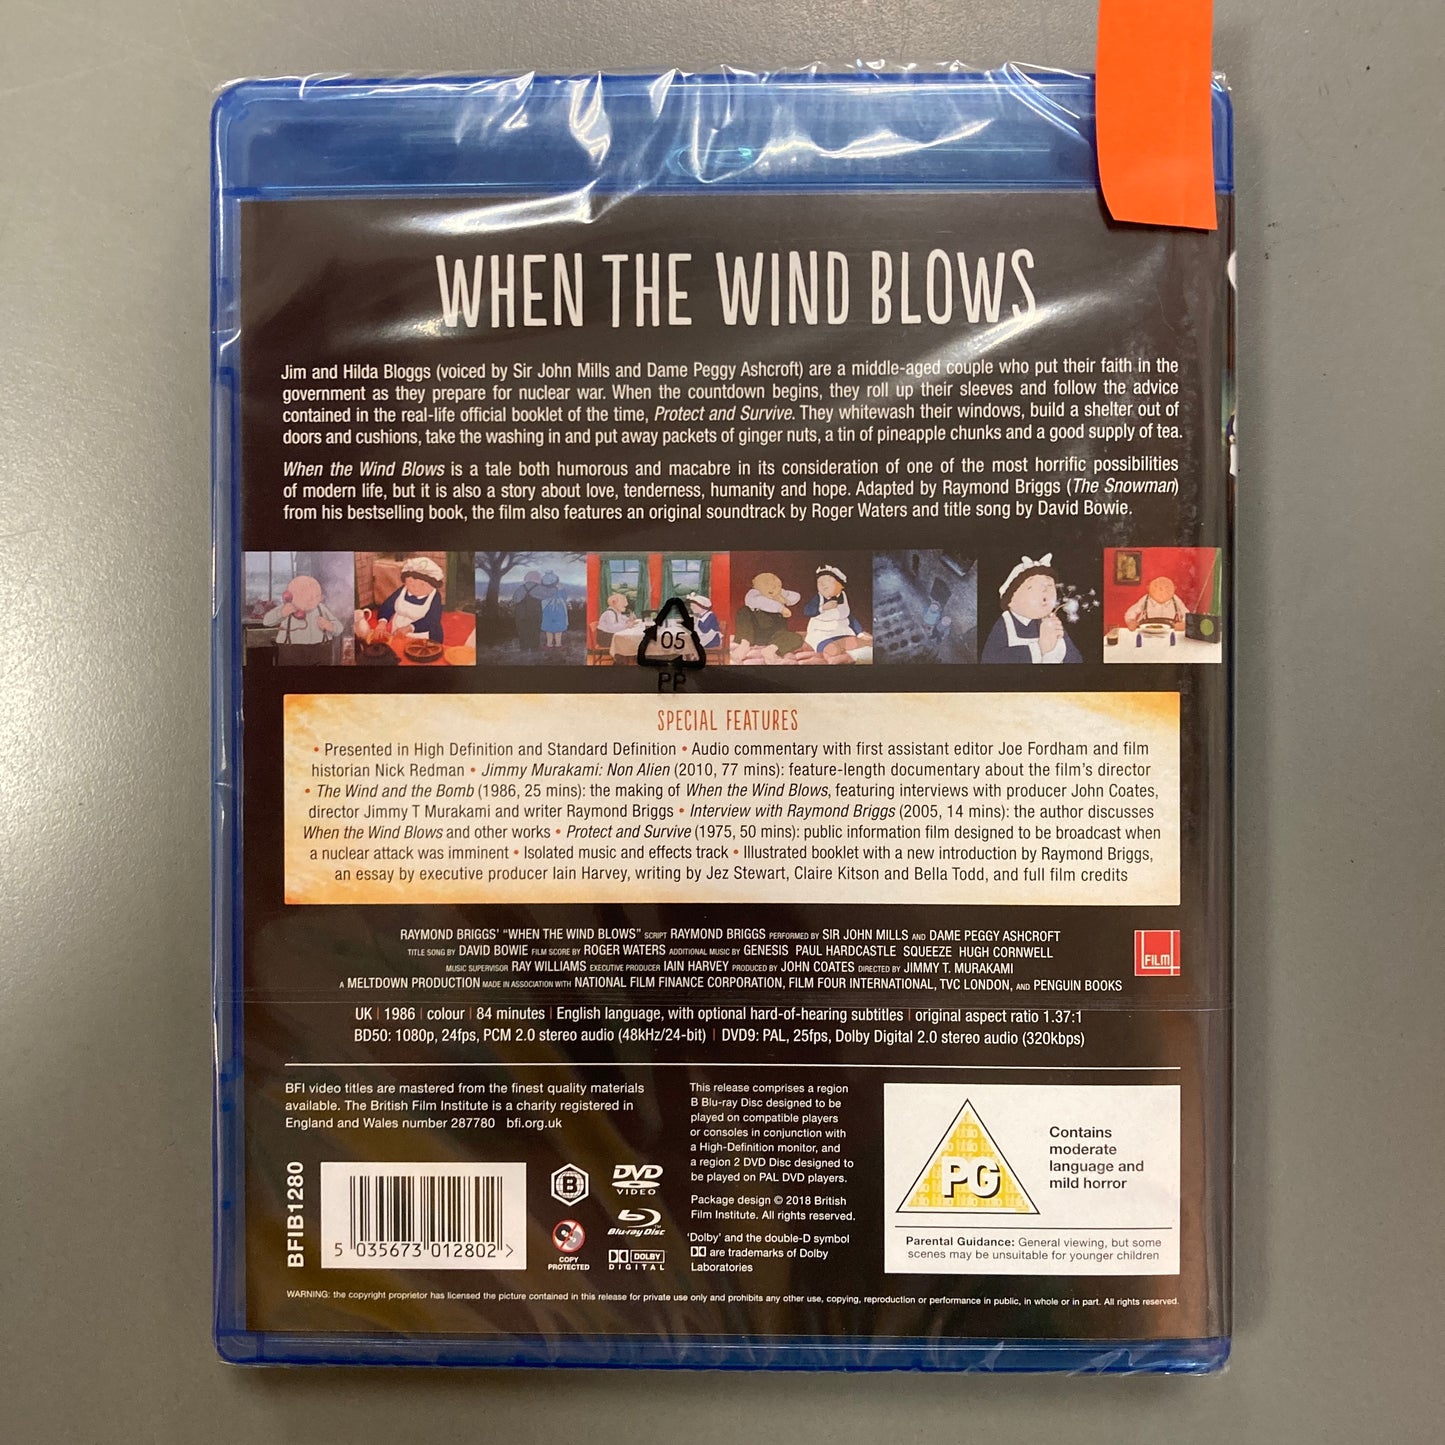 WHEN THE WIND BLOWS
Jim and Hilda Bloggs (voiced by Sir John Mills and Dame Peggy Ashcroft) are a middle-aged couple who put their faith in the
government as they prepare for nuclear war. When the countdown begins, they roll up their sleeves and follow the advice
contained in the real-life official booklet of the time, Protect and Survive. They whitewash their windows, build a shelter out of
doors and cushions, take the washing in and put away packets of ginger nuts, a tin of pineapple chunks and a good supply of tea.
When the Wind Blows is a tale both humorous and macabre in its consideration of one of the most horrific possibilities
of modern life, but it is also a story about love, tenderness, humanity and hope. Adapted by Raymond Briggs (The Snowman)
from his bestselling book, the film also features an original soundtrack by Roger Waters and title song by David Bowie.
05
PP
SPECIAL FEATURES
• Presented in High Definition and Standard Definition • Audio commentary with first assistant editor Joe Fordham and film
historian Nick Redman • Jimmy Murakami: Non Alien (2010, 77 mins): feature-length documentary about the film's director
• The Wind and the Bomb (1986, 25 mins): the making of When the Wind Blows, featuring interviews with producer John Coates,
director Jimmy T Murakami and writer Raymond Briggs • Interview with Raymond Briggs (2005, 14 mins): the author discusses
When the Wind Blows and other works • Protect and Survive (1975, 50 mins): public information film designed to be broadcast when
a nuclear attack was imminent • Isolated music and effects track • Illustrated booklet with a new introduction by Raymond Briggs,
an essay by executive producer Iain Harvey, writing by Jez Stewart, Claire Kitson and Bella Todd, and full film credits
RAYMOND BRIGGS' "WHEN THE WIND BLOWS" SCRIPT RAYMOND BRIGGS PERFORMED BY SIR JOHN MILLS AND DAME PEGGY ASHCROFT
TITLE SONG BY DAVID BOWIE FILM SCORE BY ROGER WATERS ADDITIONAL MUSIC BY GENESIS PAUL HARDCASTLE SQUEEZE HUGH CORNWELL
MUSIC SUPERVISOR RAY WILLIAMS EXECUTIVE PRODUCER IAIN HARVEY PRODUCED BY JOHN COATES DIRECTED BY JIMMY T. MURAKAMI
A MELTDOWN PRODUCTION MADE IN ASSOCIATION WITH NATIONAL FILM FINANCE CORPORATION, FILM FOUR INTERNATIONAL, TVC LONDON, AND PENGUIN BOOKS
FILM
UK | 1986 | colour | 84 minutes | English language, with optional hard-of-hearing subtitles | original aspect ratio 1.37:1
BD50: 1080p, 24fps, PCM 2.0 stereo audio (48kHz/24-bit) | DVD9: PAL, 25fps, Dolby Digital 2.0 stereo audio (320kbps)
BFI video titles are mastered from the finest quality materials
available. The British Film Institute is a charity registered in
England and Wales number 287780 bfi.org.uk
BFIB1280
5 035673 012802 >
B
COPY
PROTECTED
DVD
VIDEO
Blu-ray Disc™
DOLBY
DIGITAL
This release comprises a region
B Blu-ray Disc designed to be
played on compatible players
or consoles in conjunction with
a High-Definition monitor, and
a region 2 DVD Disc designed to
be played on PAL DVD players.
Package design © 2018 British
Film Institute. All rights reserved.
'Dolby' and the double-D symbol
are trademarks of Dolby
Laboratories
PG
Contains
moderate
language and
mild horror
Parental Guidance: General viewing, but some
scenes may be unsuitable for younger children
WARNING: the copyright proprietor has licensed the picture contained in this release for private use only and prohibits any other use, copying, reproduction or performance in public, in whole or in part. All rights reserved.